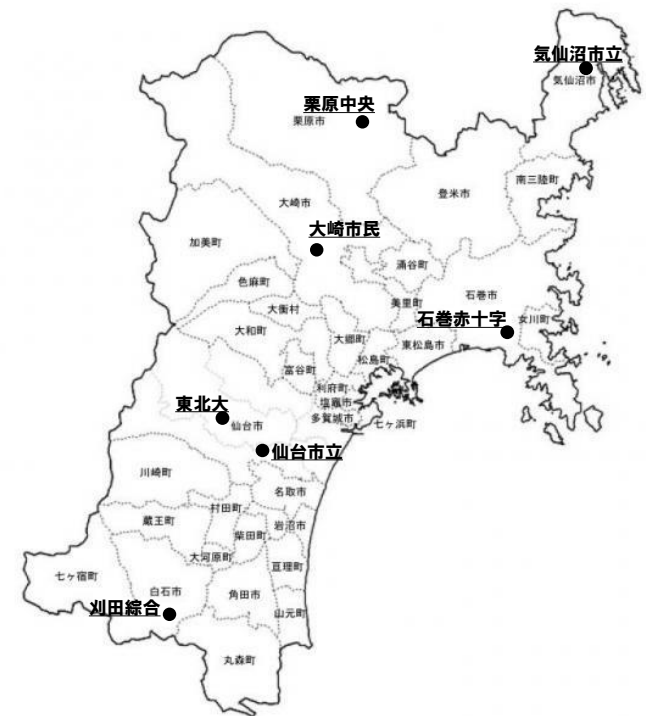 気仙沼市立
気仙沼市
栗原中央
栗原市
南三陸町
登米市
大崎市
大崎市民
加美町
涌谷町
色麻町
石巻市
美里町
大衡村
石巻赤十字
女川町
大和町
大郷町
東松島市
松島町
富谷町
利府町
塩竈市
東北大
多賀城市
七ヶ浜町
仙台市
仙台市立
川崎町
名取市
村田町
蔵王町
岩沼市
柴田町
大河原町
亘理町
七ヶ宿町
白石市
角田市
刈田綜合
山元町
丸森町